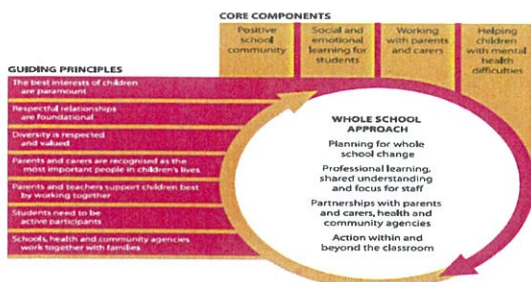 CORE COMPONENTS
Positive
school
community
Social and
emotional
learning for
students
Working
with parents
and carers
Helping
children
with mental
health
difficulties
GUIDING PRINCIPLES
The best interests of children
are paramount
Respectful relationships
are foundational
Diversity is respected
and valued
Parents and carers are recognised as the
most important people in children's lives
Parents and teachers support children best
by working together
Students need to be
active participants
Schools, health and community agencies
work together with families
WHOLE SCHOOL
APPROACH
Planning for whole
school change
Professional learning,
shared understanding
and focus for staff
Partnerships with parents
and carers, health and
community agencies
Action within and
beyond the classroom